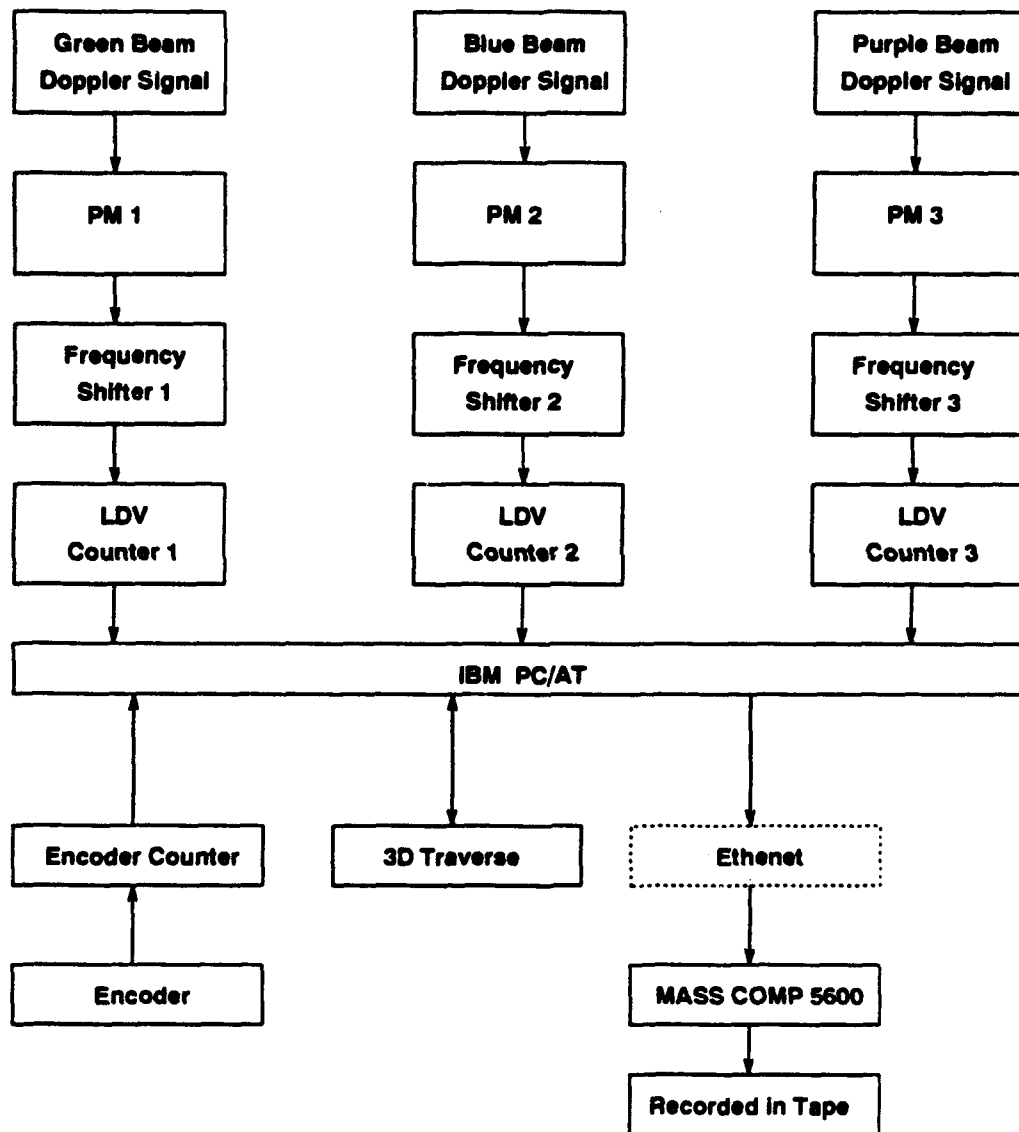 Green Beam
Doppler Signal
Blue Beam
Doppler Signal
Purple Beam
Doppler Signal
PM 1
PM 2
PM 3
Frequency
Shifter 1
Frequency
Shifter 2
Frequency
Shifter 3
LDV
Counter 1
LDV
Counter 2
LDV
Counter 3
IBM PC/AT
Encoder Counter
3D Traverse
Ethenet
Encoder
MASS COMP 5600
Recorded in Tape